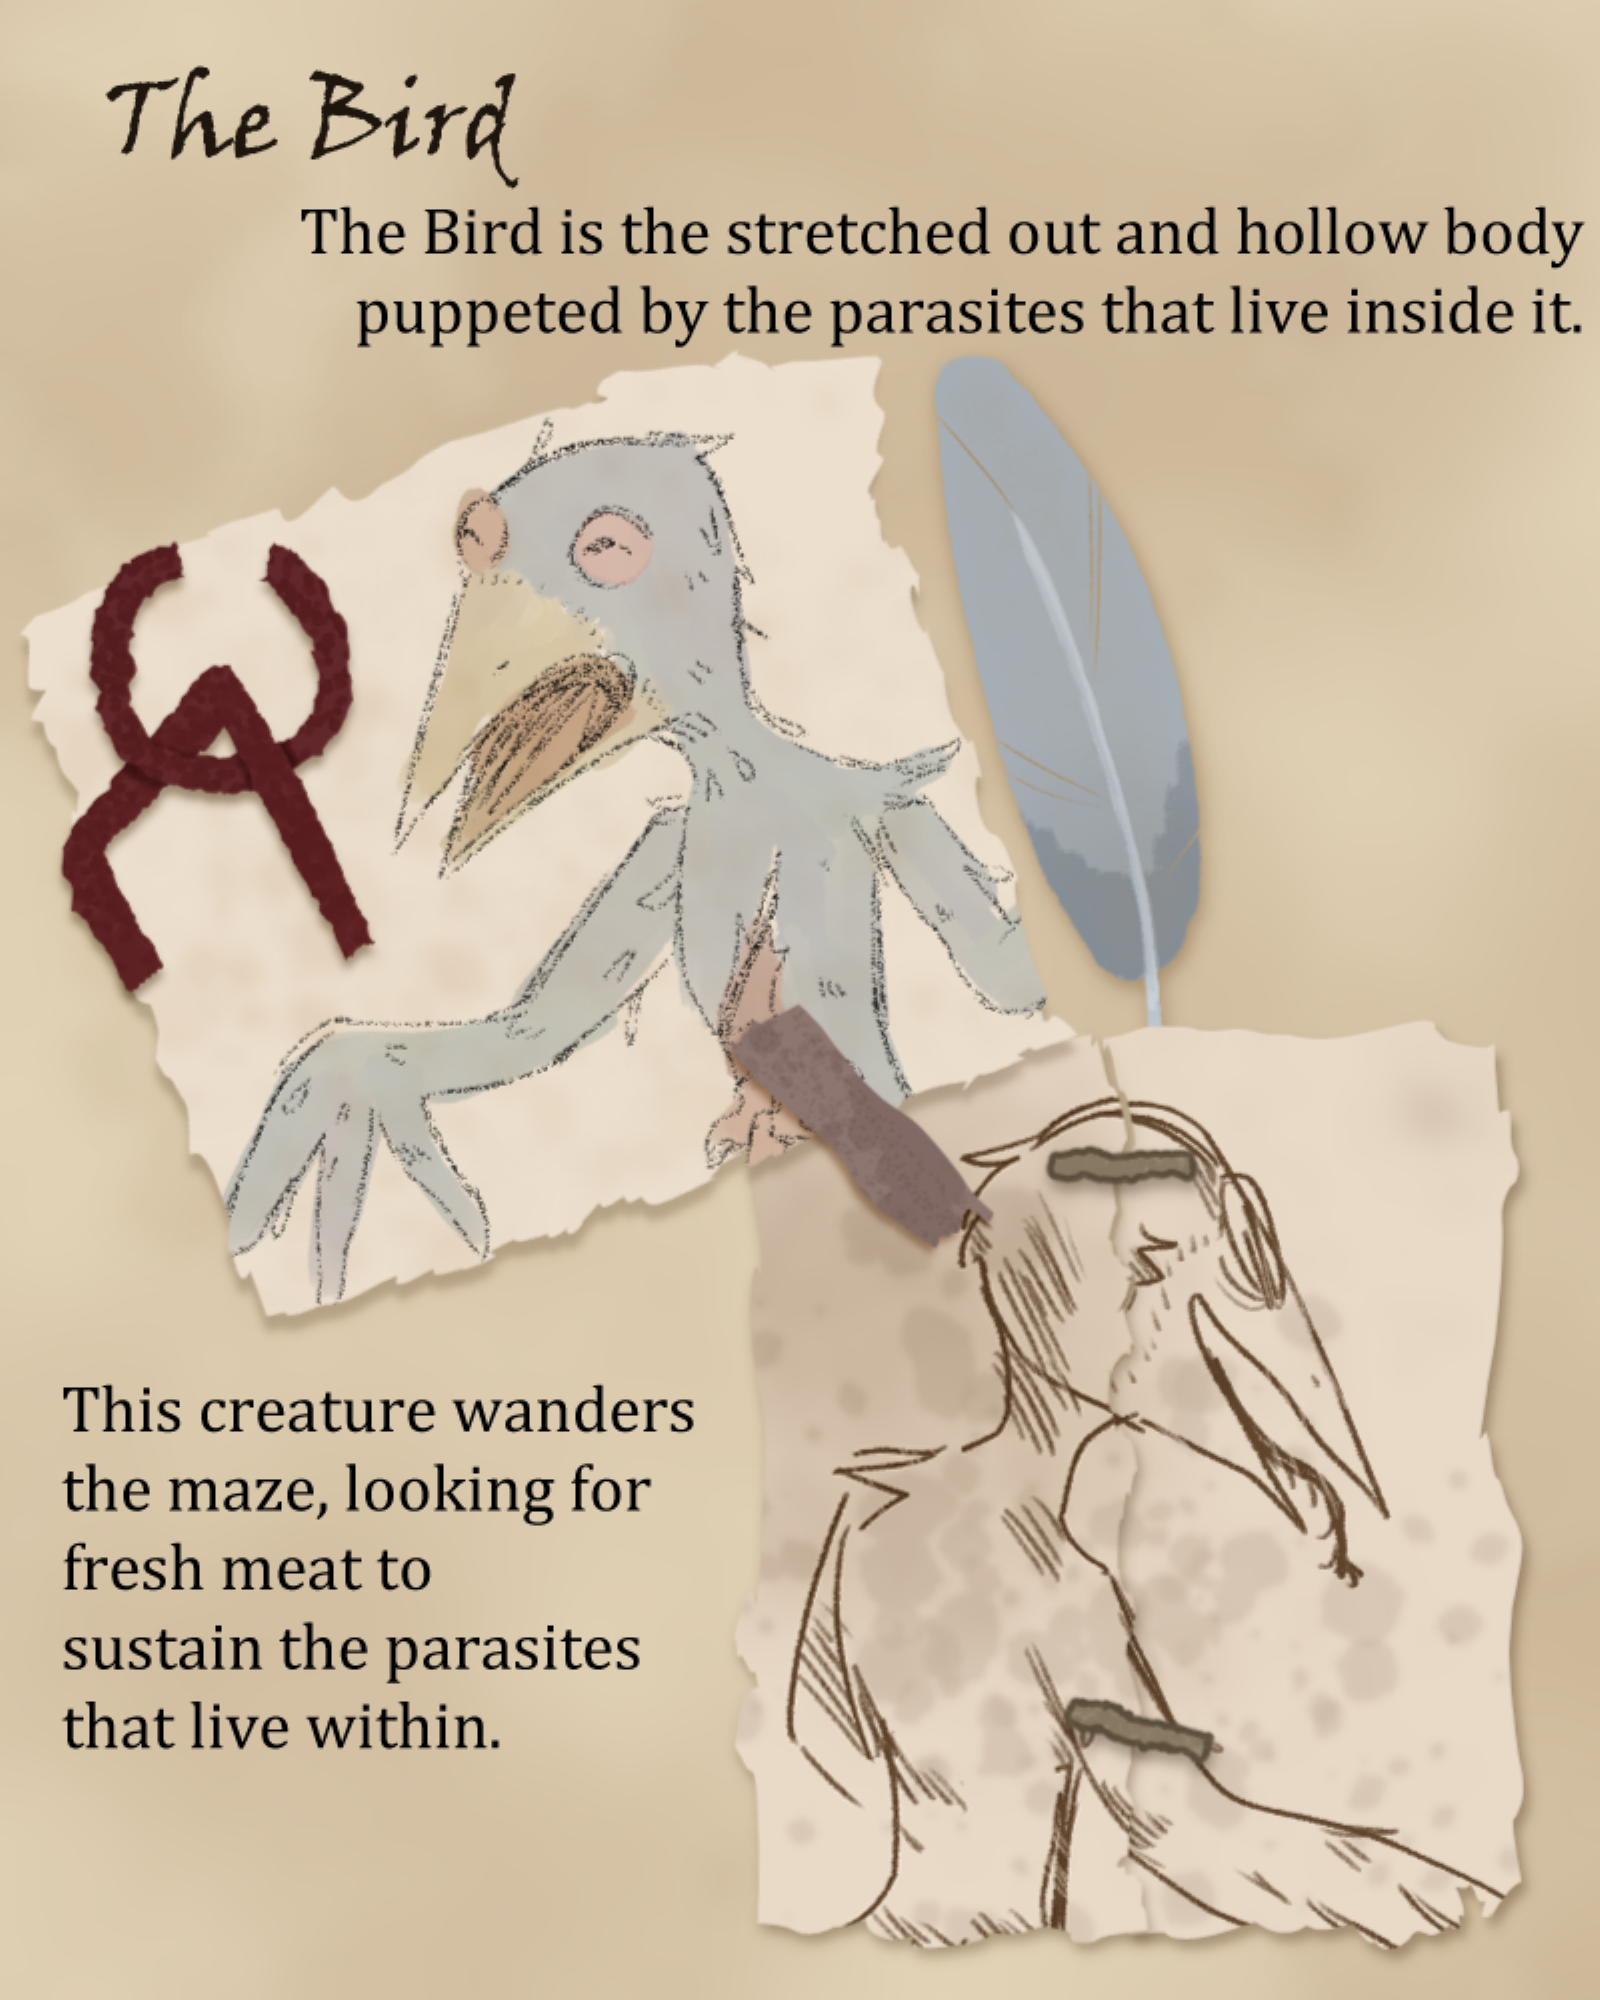 The Bird
The Bird is the stretched out and hollow body
puppeted by the parasites that live inside it.
This creature wanders
the maze, looking for
fresh meat to
sustain the parasites
that live within.